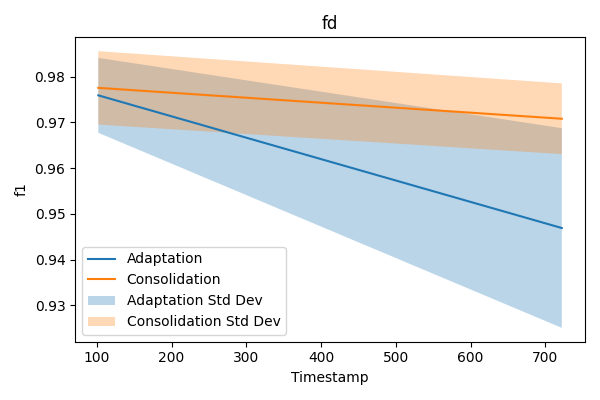 fd
f1
0.98
0.97
0.96
0.95
0.94
0.93
Adaptation
Consolidation
Adaptation Std Dev
Consolidation Std Dev
100 200 300 400 500 600 700
Timestamp